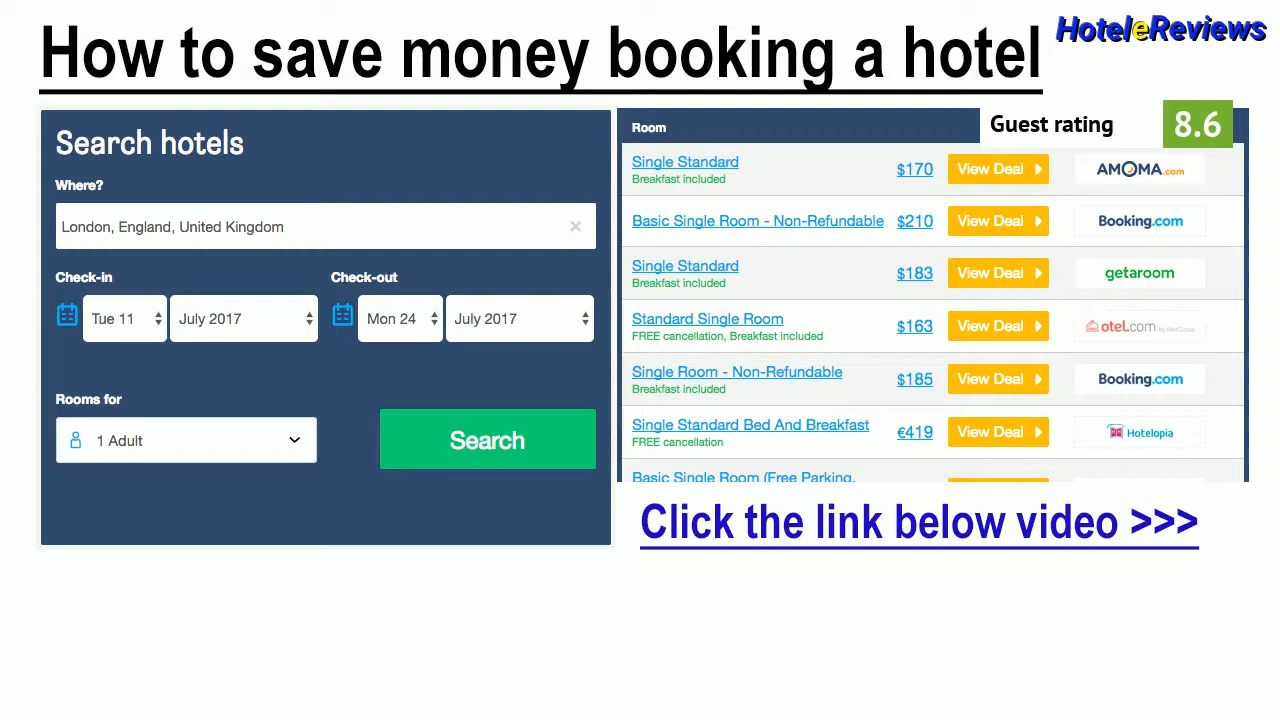 How to save money booking a hotel
HoteleReviews
Search hotels
Where?
London, England, United Kingdom
Check-in
Check-out
Tue 11
July 2017
Mon 24
July 2017
Rooms for
1 Adult
Search
Room
Guest rating
8.6
Single Standard
Breakfast included
$170
View Deal
AMOMA.com
Basic Single Room - Non-Refundable
$210
View Deal
Booking.com
Single Standard
Breakfast included
$183
View Deal
getaroom
Standard Single Room
FREE cancellation, Breakfast included
$163
View Deal
otel.com
Single Room - Non-Refundable
Breakfast included
$185
View Deal
Booking.com
Single Standard Bed And Breakfast
FREE cancellation
€419
View Deal
Hotelopia
Basic Single Room (Free Parking,
Click the link below video >>>